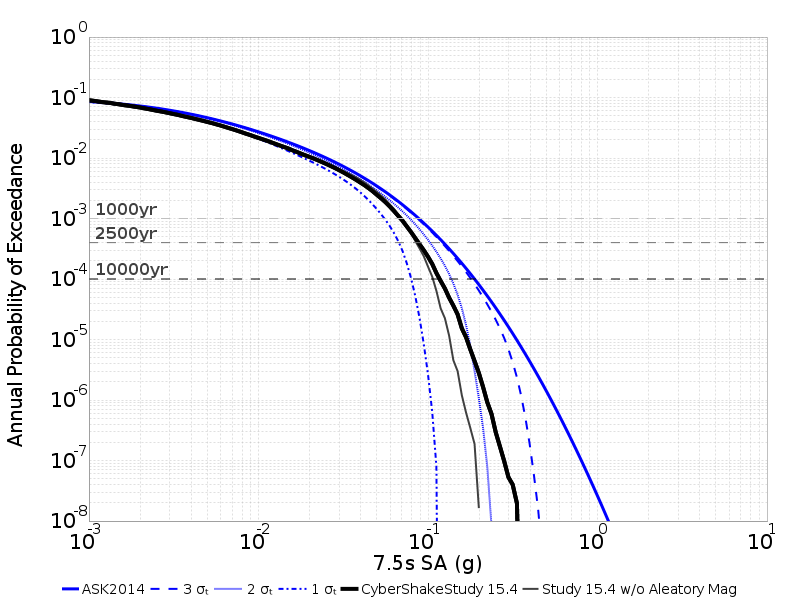 10^0
10^-1
10^-2
10^-3
10^-4
10^-5
10^-6
10^-7
10^-8
Annual Probability of Exceedance
1000yr
2500yr
10000yr
10^-3 10^-2 10^-1 10^0 10^1
7.5s SA (g)
ASK2014 3 σₜ 2 σₜ 1 σₜ CyberShakeStudy 15.4 Study 15.4 w/o Aleatory Mag